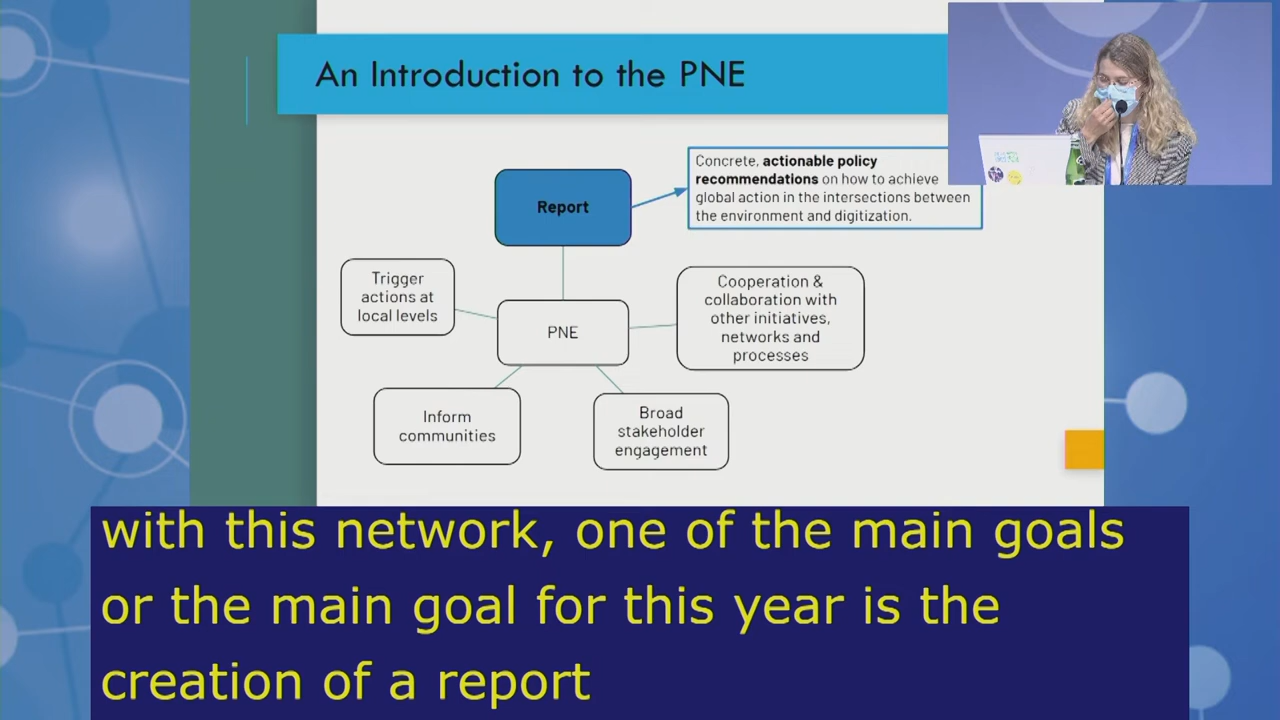 An Introduction to the PNE
Concrete, actionable policy
recommendations on how to achieve
global action in the intersections between
the environment and digitization.
Report
Trigger
actions at
local levels
PNE
Cooperation &
collaboration with
other initiatives,
networks and
processes
Inform
communities
Broad
stakeholder
engagement
with this network, one of the main goals
or the main goal for this year is the
creation of a report